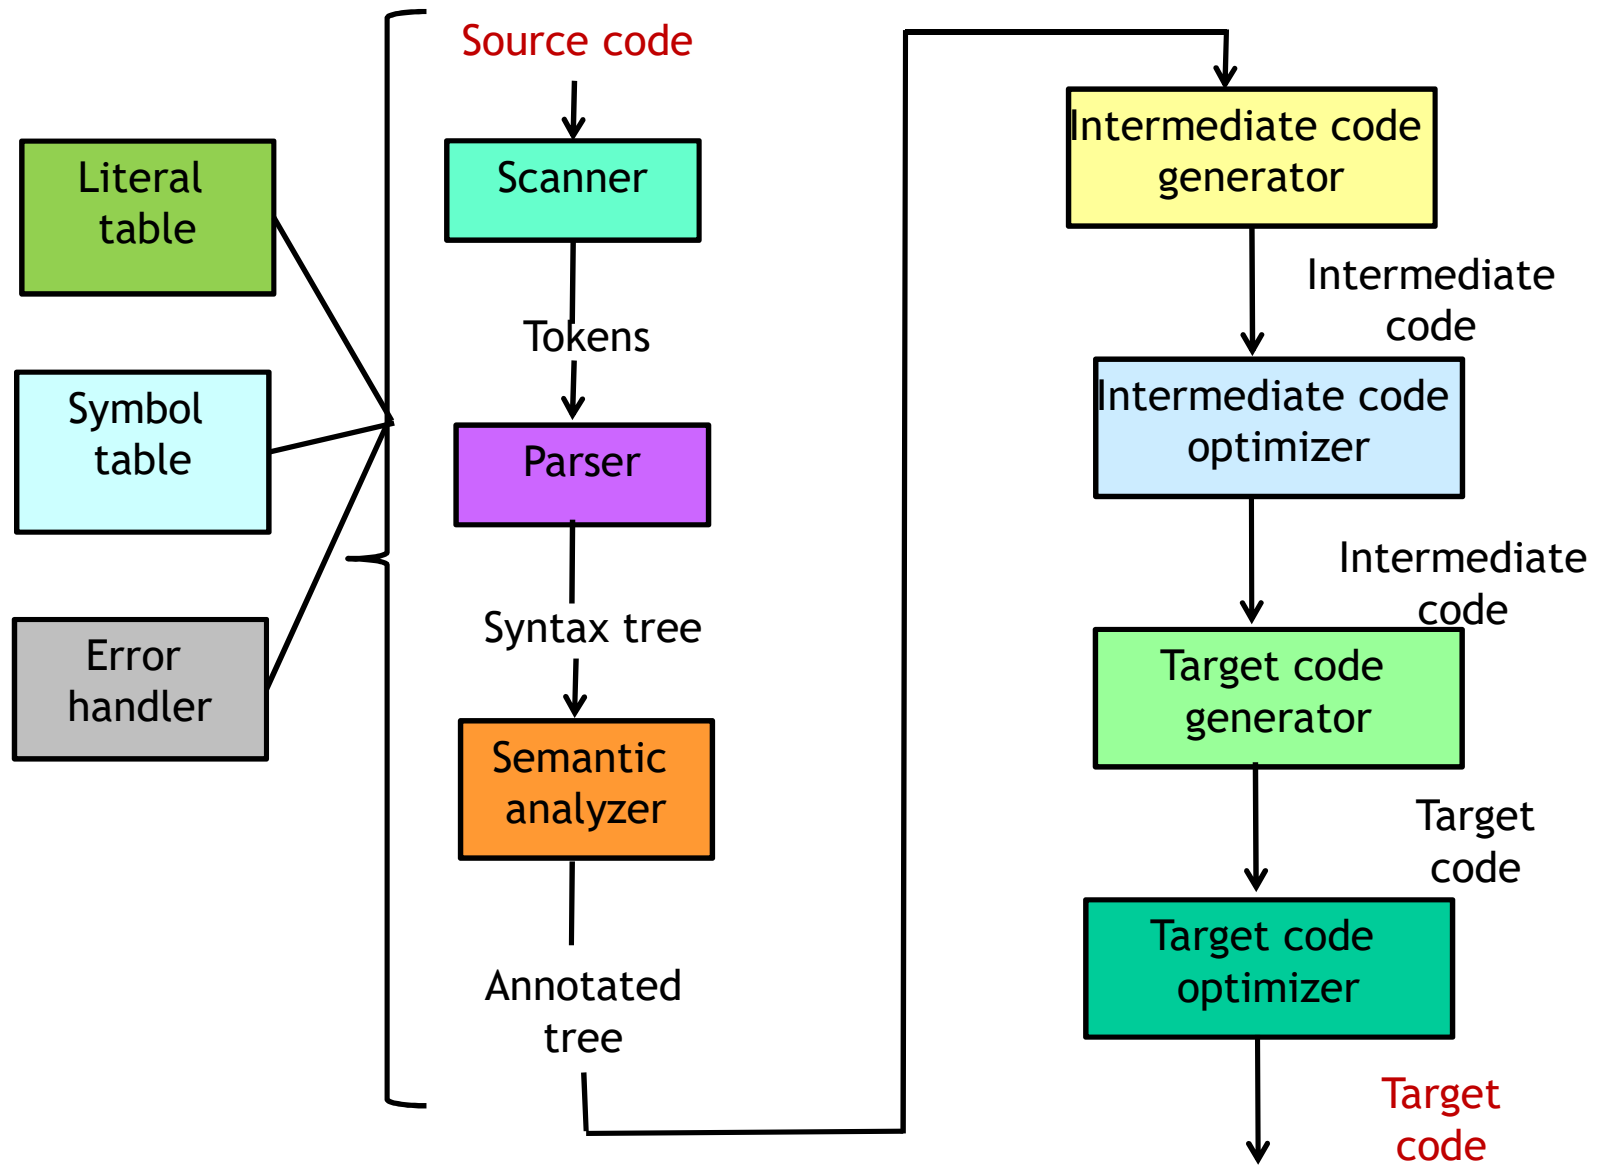 Source code
Scanner
Tokens
Parser
Syntax tree
Semantic
analyzer
Annotated
tree
Literal
table
Symbol
table
Error
handler
Intermediate code
generator
Intermediate
code
Intermediate code
optimizer
Intermediate
code
Target code
generator
Target
code
Target code
optimizer
Target
code